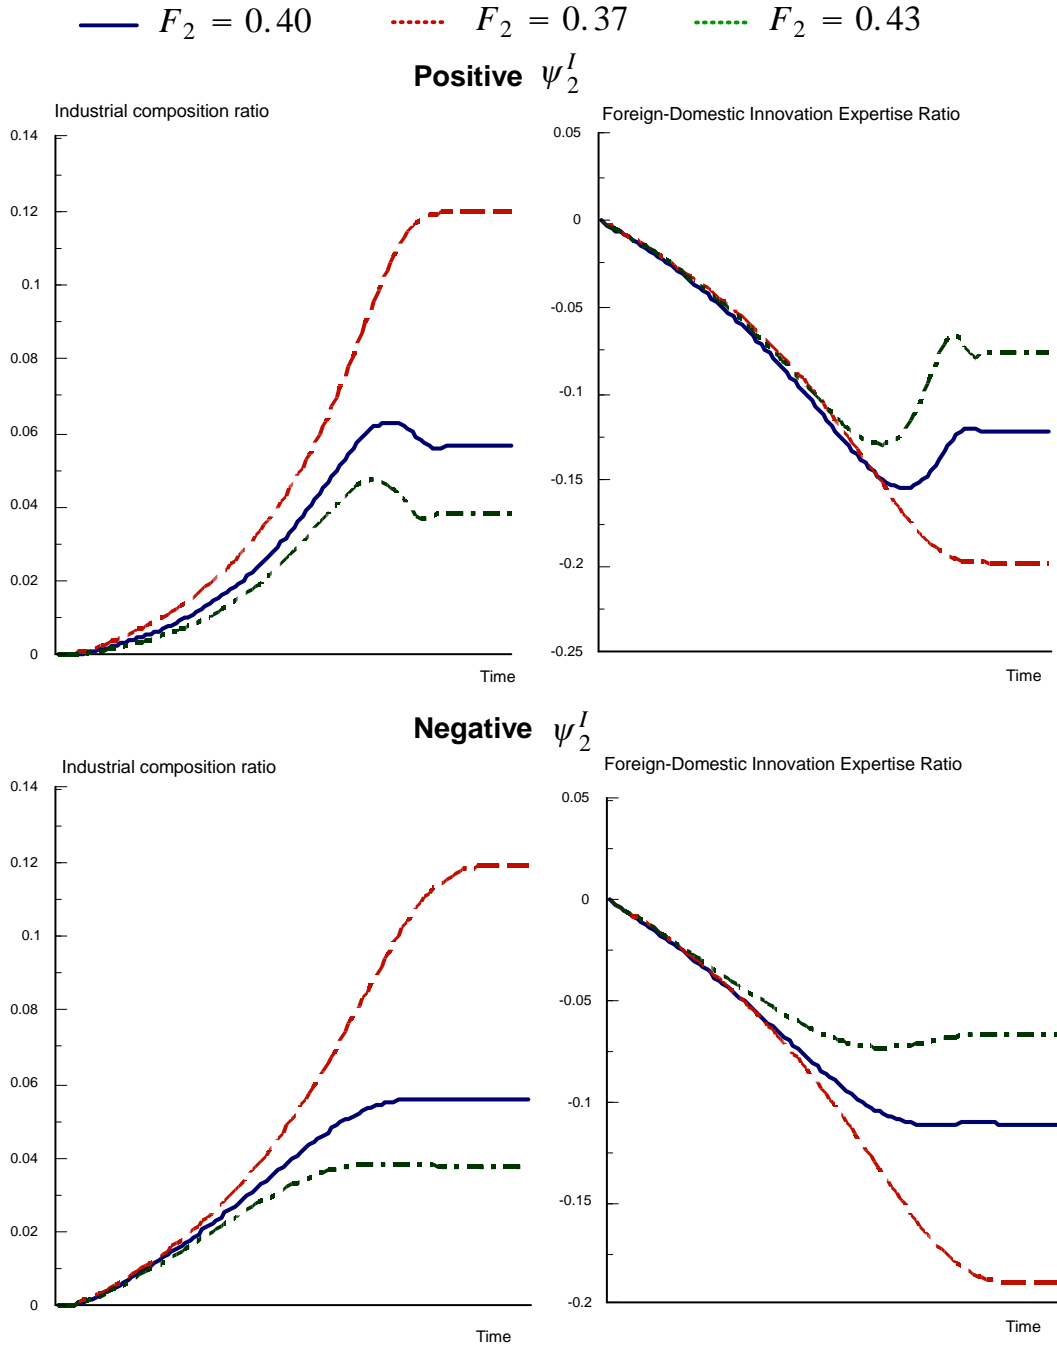 F₂ = 0.40 F₂ = 0.37 F₂ = 0.43
Positive ψ₂ᴵ
Industrial composition ratio
0.14
0.12
0.1
0.08
0.06
0.04
0.02
0
Time
Foreign-Domestic Innovation Expertise Ratio
0.05
0
-0.05
-0.1
-0.15
-0.2
-0.25
Time
Negative ψ₂ᴵ
Industrial composition ratio
0.14
0.12
0.1
0.08
0.06
0.04
0.02
0
Time
Foreign-Domestic Innovation Expertise Ratio
0.05
0
-0.05
-0.1
-0.15
-0.2
Time